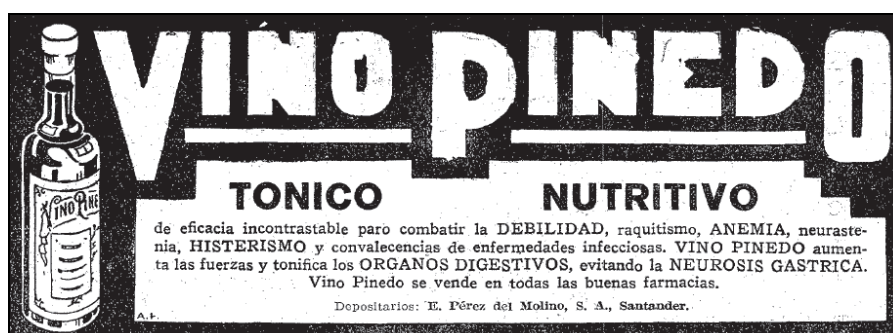 VINO PINEDO
TONICO NUTRITIVO
VINO PINE
de eficacia incontrastable paro combatir la DEBILIDAD, raquitismo, ANEMIA, neuraste-
nia, HISTERISMO y convalecencias de enfermedades infecciosas. VINO PINEDO aumen-
ta las fuerzas y tonifica los ORGANOS DIGESTIVOS, evitando la NEUROSIS GASTRICA.
Vino Pinedo se vende en todas las buenas farmacias.
Depositarios: E. Pérez del Molino, S. A., Santander.